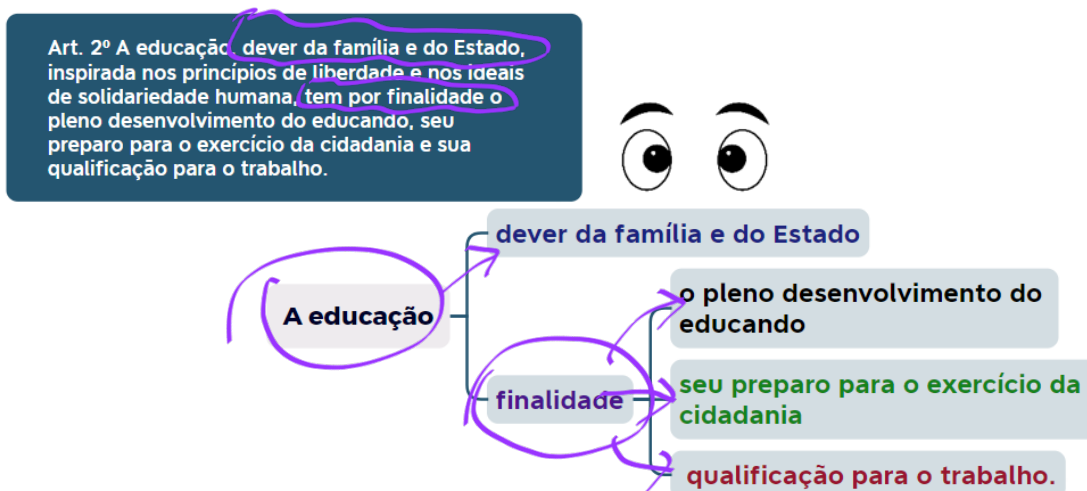 Art. 2º A educação, dever da família e do Estado,
inspirada nos princípios de liberdade e nos ideais
de solidariedade humana, tem por finalidade o
pleno desenvolvimento do educando, seu
preparo para o exercício da cidadania e sua
qualificação para o trabalho.
dever da família e do Estado
A educação
o pleno desenvolvimento do
educando
finalidade
seu preparo para o exercício da
cidadania
qualificação para o trabalho.